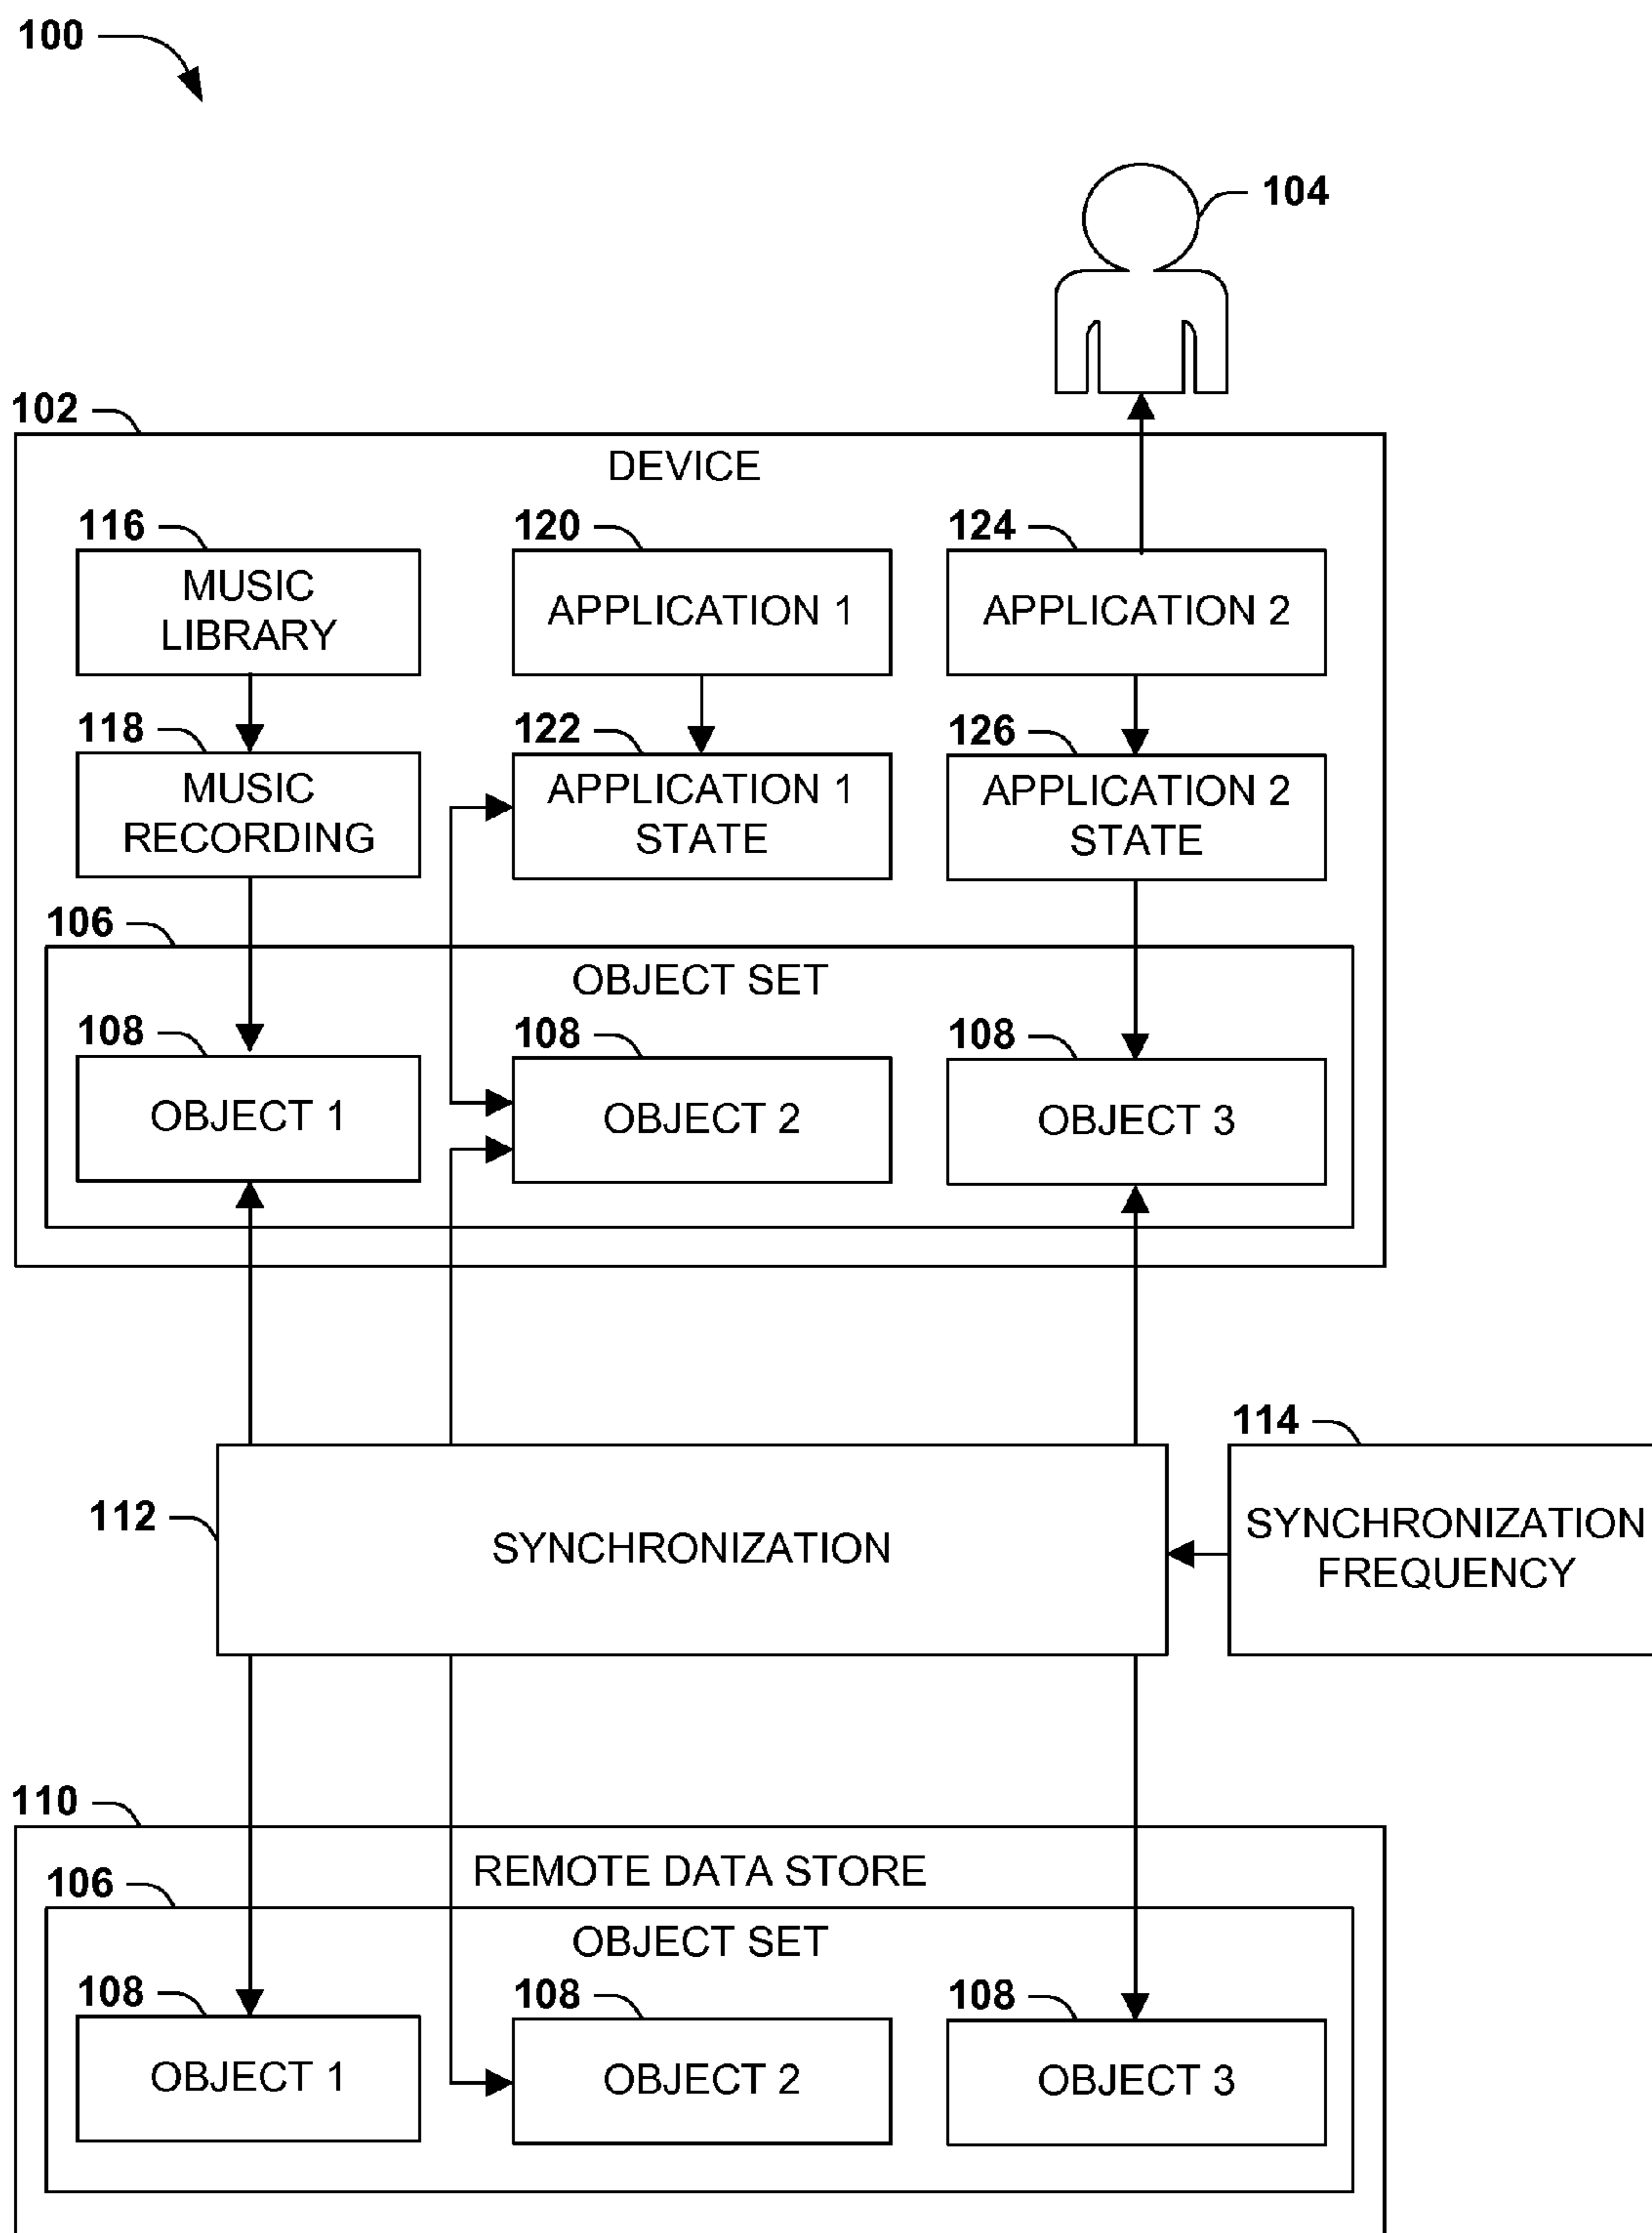 100
104
102
DEVICE
116
120
124
MUSIC
LIBRARY
APPLICATION 1
APPLICATION 2
118
122
126
MUSIC
RECORDING
APPLICATION 1
STATE
APPLICATION 2
STATE
106
OBJECT SET
108
108
108
OBJECT 1
OBJECT 2
OBJECT 3
114
112
SYNCHRONIZATION
SYNCHRONIZATION
FREQUENCY
110
REMOTE DATA STORE
106
OBJECT SET
108
108
108
OBJECT 1
OBJECT 2
OBJECT 3